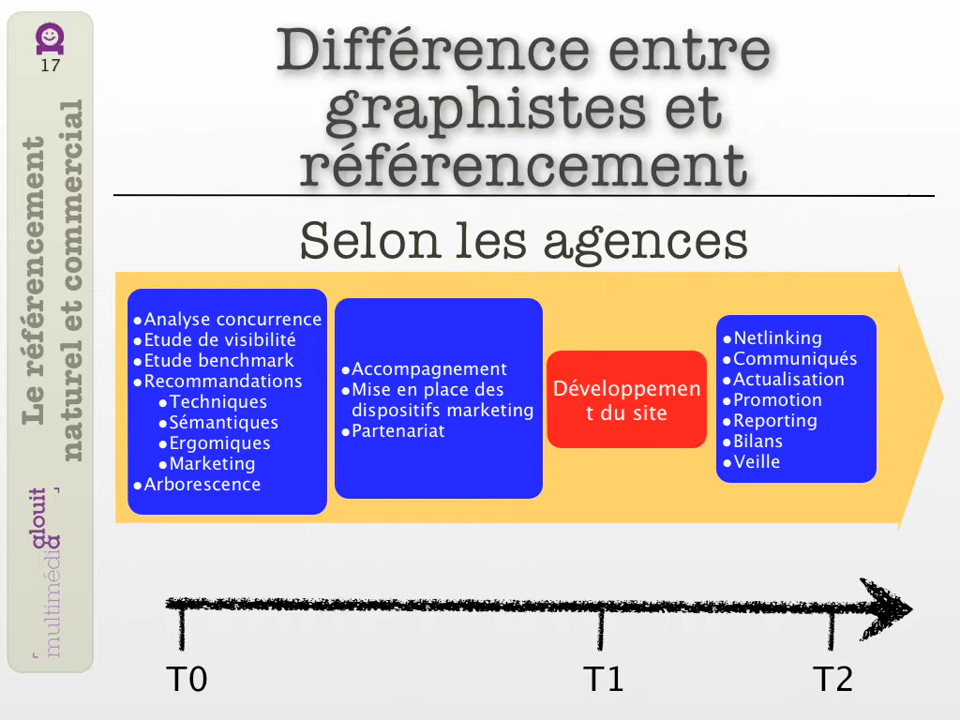 17
Le référencement
naturel et commercial
alouit
multimédia
Différence entre
graphistes et
référencement
Selon les agences
•Analyse concurrence
•Etude de visibilité
•Etude benchmark
•Recommandations
•Techniques
•Sémantiques
•Ergomiques
•Marketing
•Arborescence
•Accompagnement
•Mise en place des
dispositifs marketing
•Partenariat
Développemen
t du site
•Netlinking
•Communiqués
•Actualisation
•Promotion
•Reporting
•Bilans
•Veille
T0
T1
T2